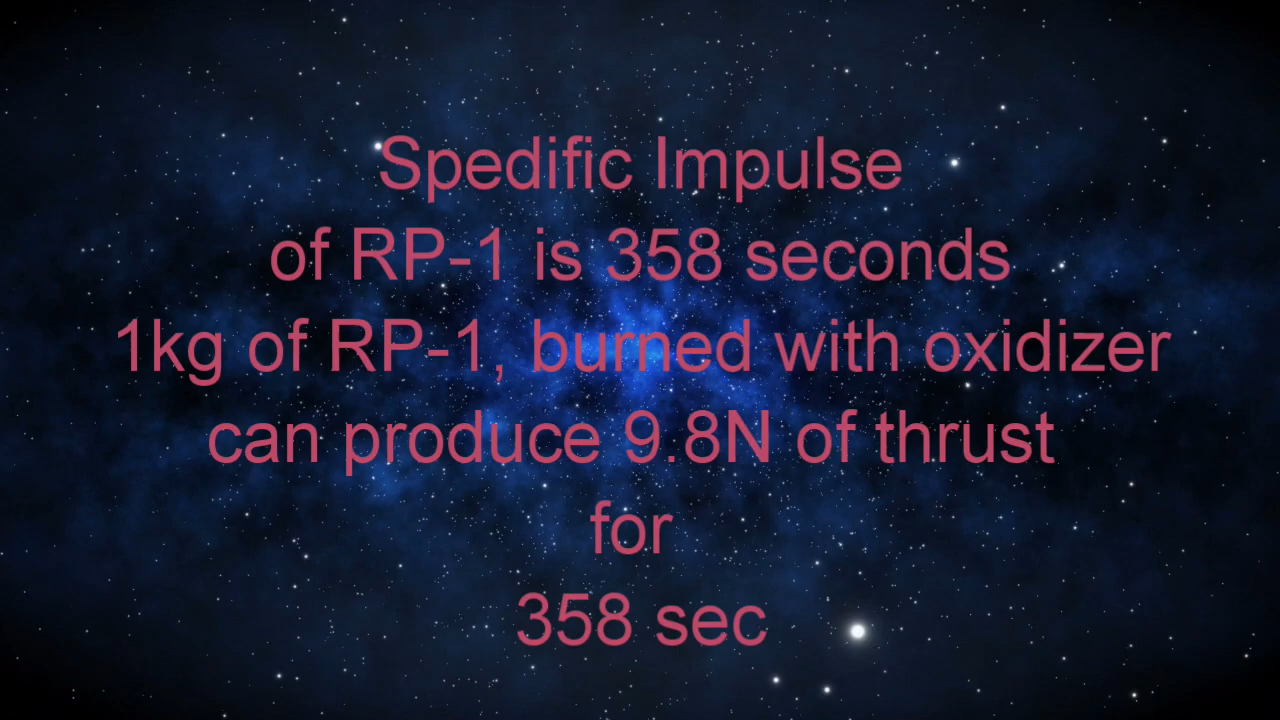 Spedific Impulse
of RP-1 is 358 seconds
1kg of RP-1, burned with oxidizer
can produce 9.8N of thrust
for
358 sec